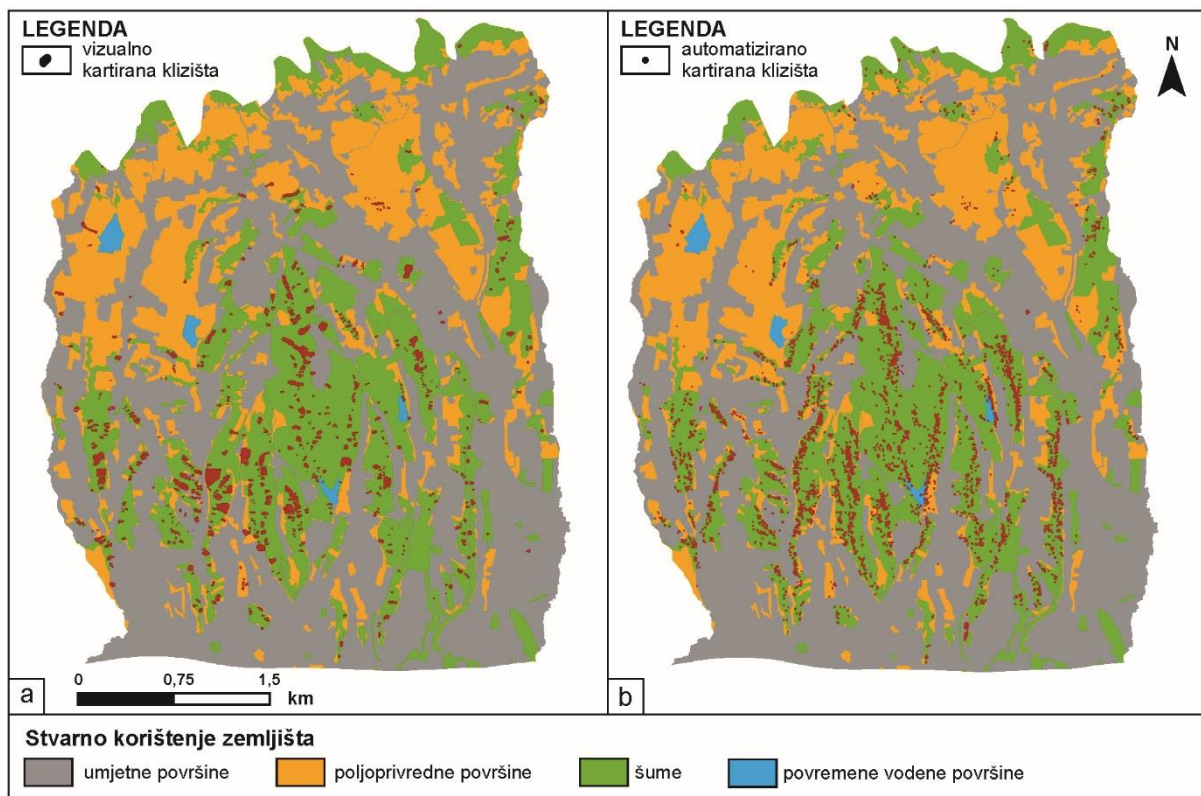 LEGENDA
vizualno
kartirana klizišta
LEGENDA
automatizirano
kartirana klizišta
N
a
0 0,75 1,5
km
b
Stvarno korištenje zemljišta
umjetne površine poljoprivredne površine šume povremene vodene površine